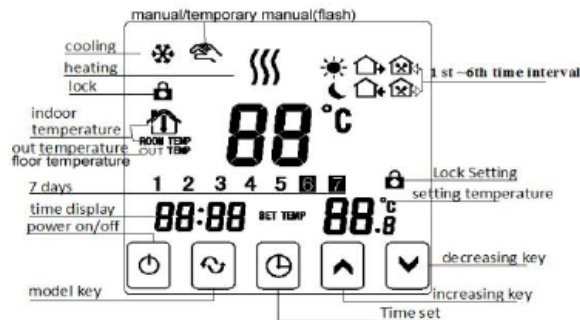 manual/temporary manual(flash)
cooling
heating
lock
1 st ~6th time interval
indoor
temperature
88 °C
ROOM TEMP
out temperature
OUT TEMP
floor temperature
Lock Setting
7 days
1 2 3 4 5 6 7
setting temperature
time display
88:88 SET TEMP 88.8 °C
power on/off
decreasing key
model key
increasing key
Time set